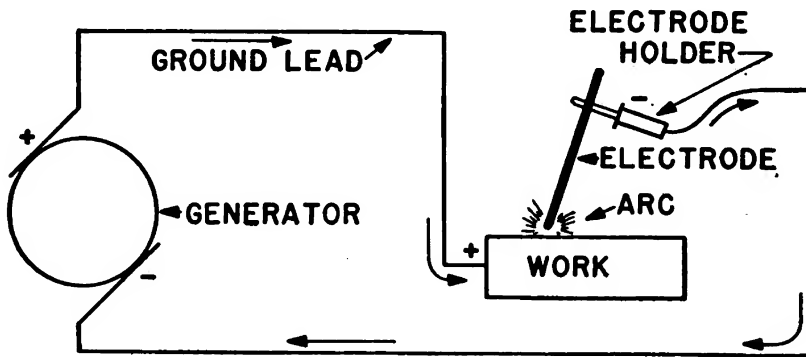 ELECTRODE
HOLDER
GROUND LEAD
+
-
ELECTRODE
GENERATOR
ARC
+
WORK
-